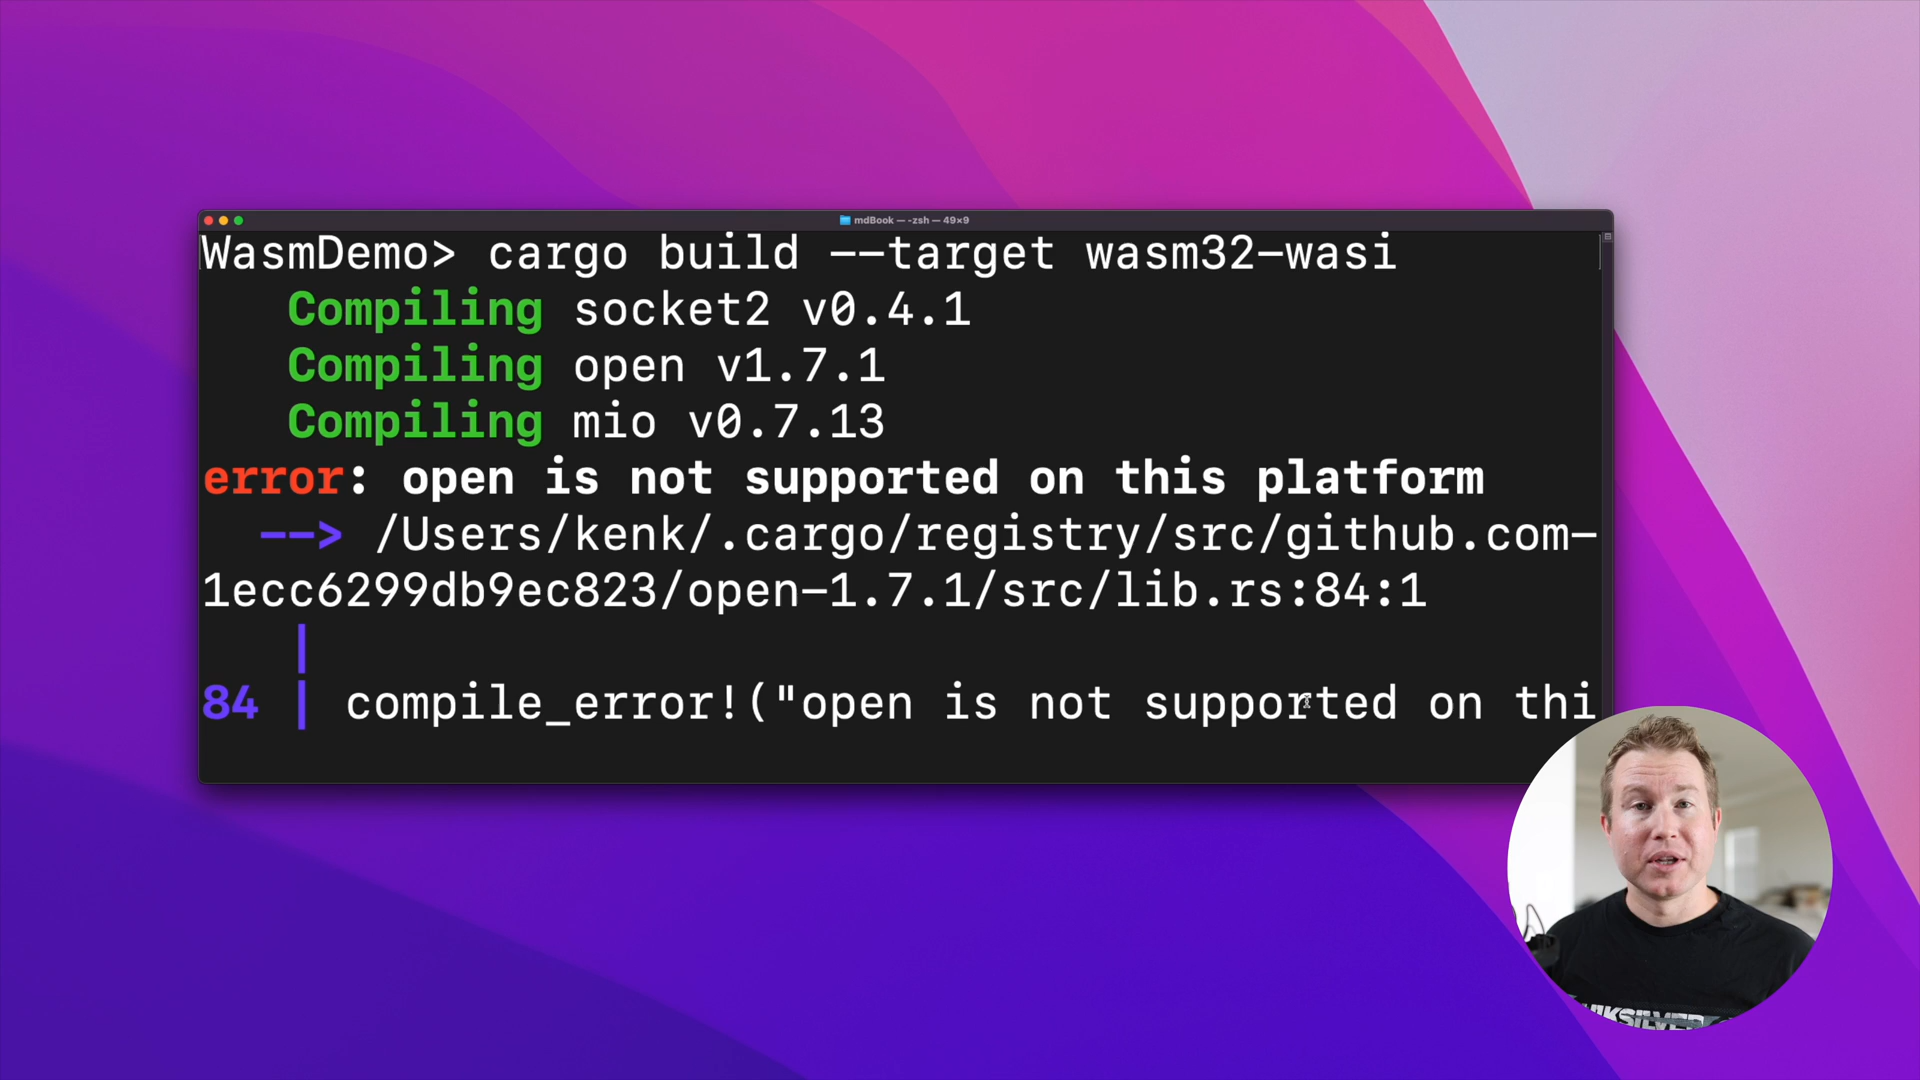 mdBook — -zsh — 49×9
WasmDemo> cargo build --target wasm32-wasi
Compiling socket2 v0.4.1
Compiling open v1.7.1
Compiling mio v0.7.13
error: open is not supported on this platform
--> /Users/kenk/.cargo/registry/src/github.com-
1ecc6299db9ec823/open-1.7.1/src/lib.rs:84:1
|
84 | compile_error!("open is not supported on thi
IKSILVER